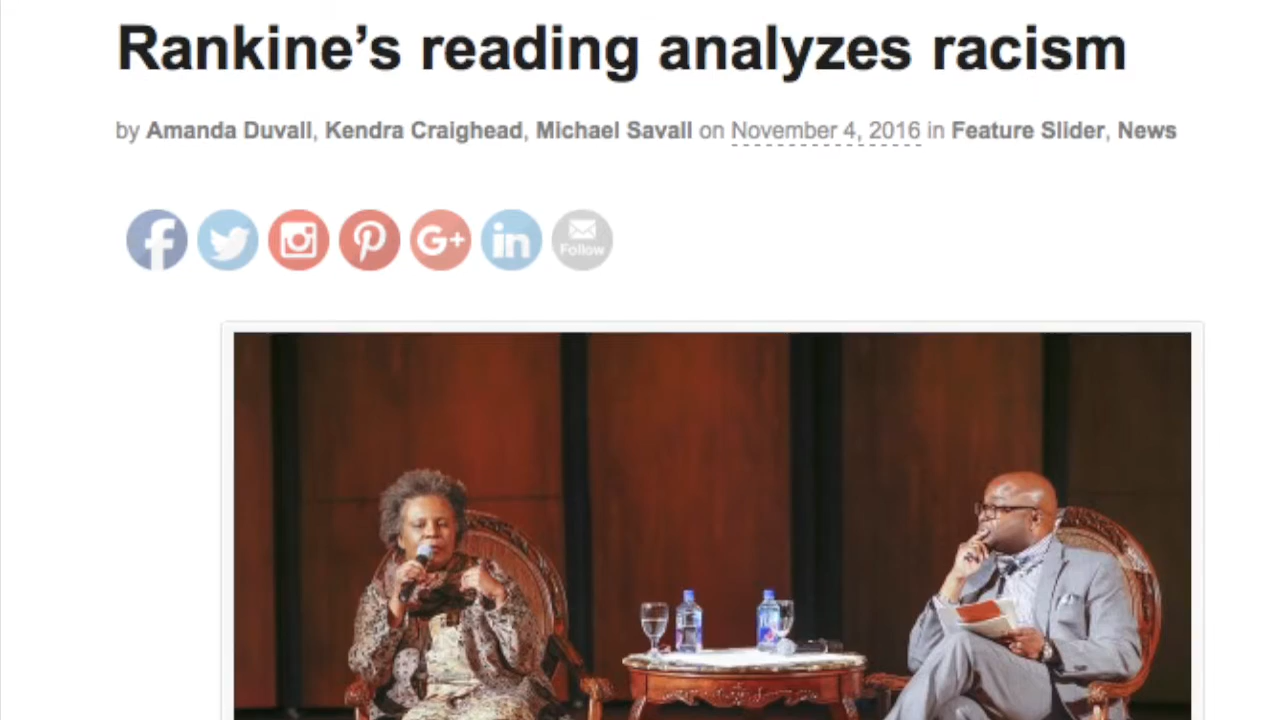 Rankine’s reading analyzes racism
by Amanda Duvall, Kendra Craighead, Michael Savall on November 4, 2016 in Feature Slider, News
Follow